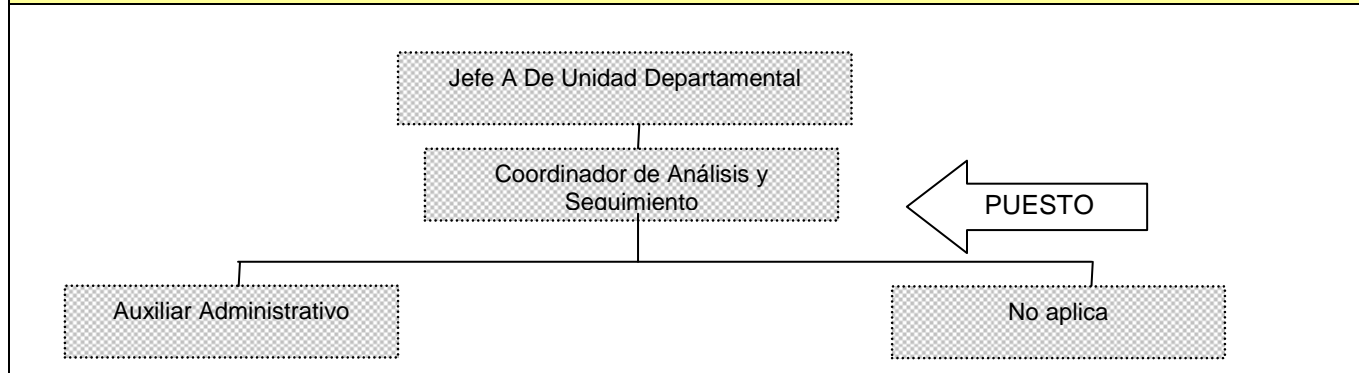 Jefe A De Unidad Departamental
Coordinador de Análisis y
Seguimiento
PUESTO
Auxiliar Administrativo
No aplica